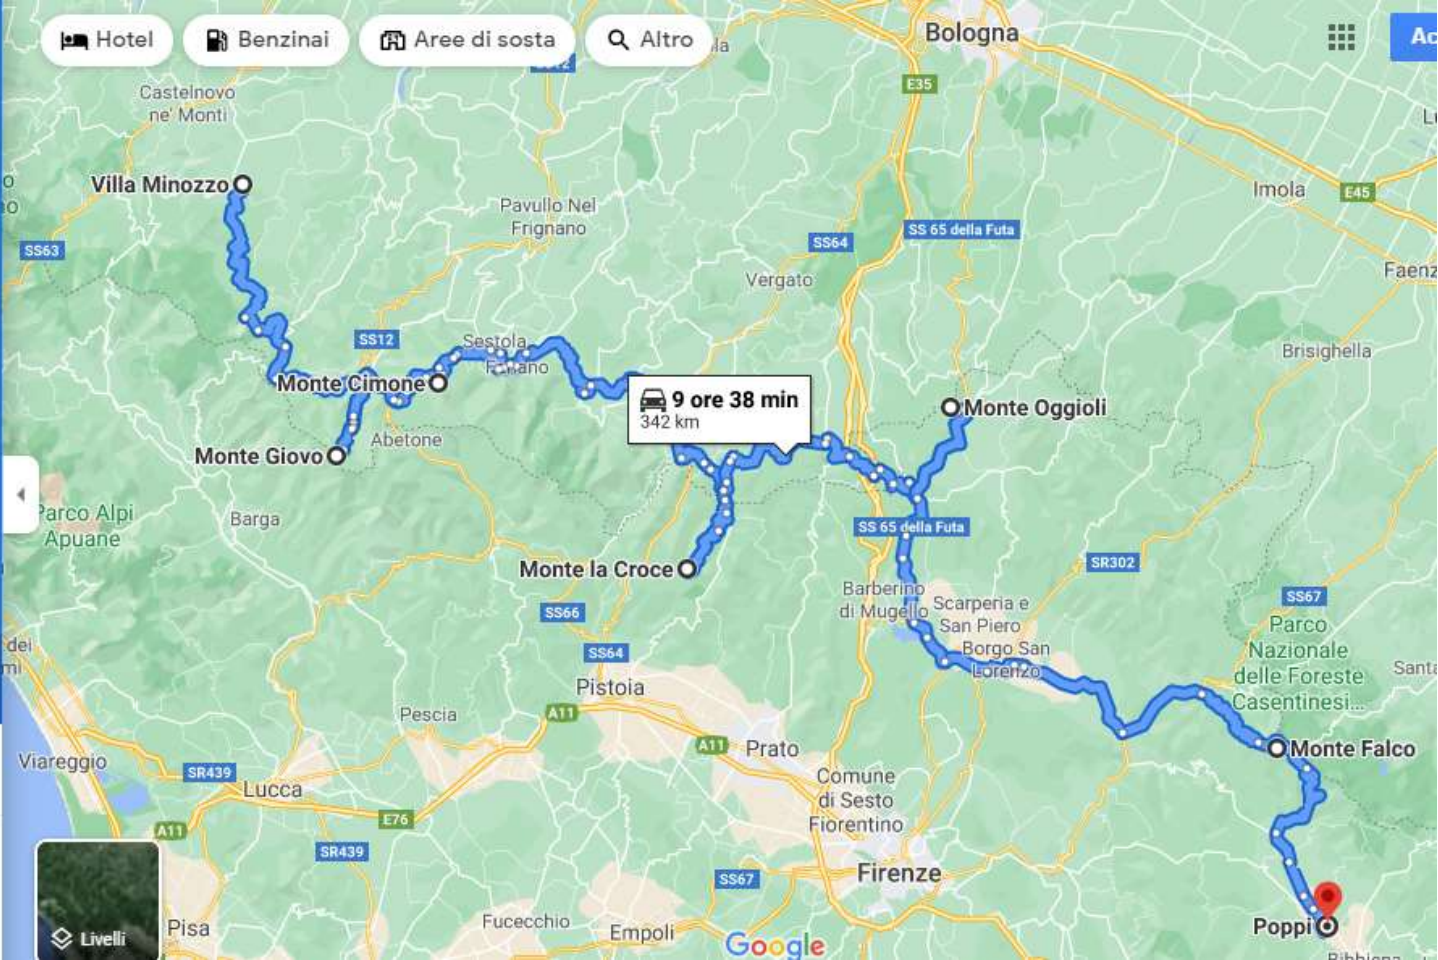 Hotel
Benzinai
Aree di sosta
Altro
Bologna
E35
Castelnovo
ne' Monti
Villa Minozzo
Imola
E45
Pavullo Nel
Frignano
SS63
SS64
SS 65 della Futa
Vergato
SS12
Sestola
Fanano
Brisighella
Monte Cimone
9 ore 38 min
342 km
Monte Oggioli
Monte Giovo
Abetone
Parco Alpi
Apuane
Barga
SS 65 della Futa
Monte la Croce
SR302
SS66
Barberino
di Mugello
Scarperia e
San Piero
SS67
Parco
Nazionale
delle Foreste
Casentinesi...
SS64
Borgo San
Lorenzo
dei
Pistoia
Pescia
A11
A11
Prato
Monte Falco
Viareggio
SR439
Lucca
Comune
di Sesto
Fiorentino
E76
A11
SR439
SS67
Firenze
Livelli
Pisa
Fucecchio
Empoli
Google
Poppi